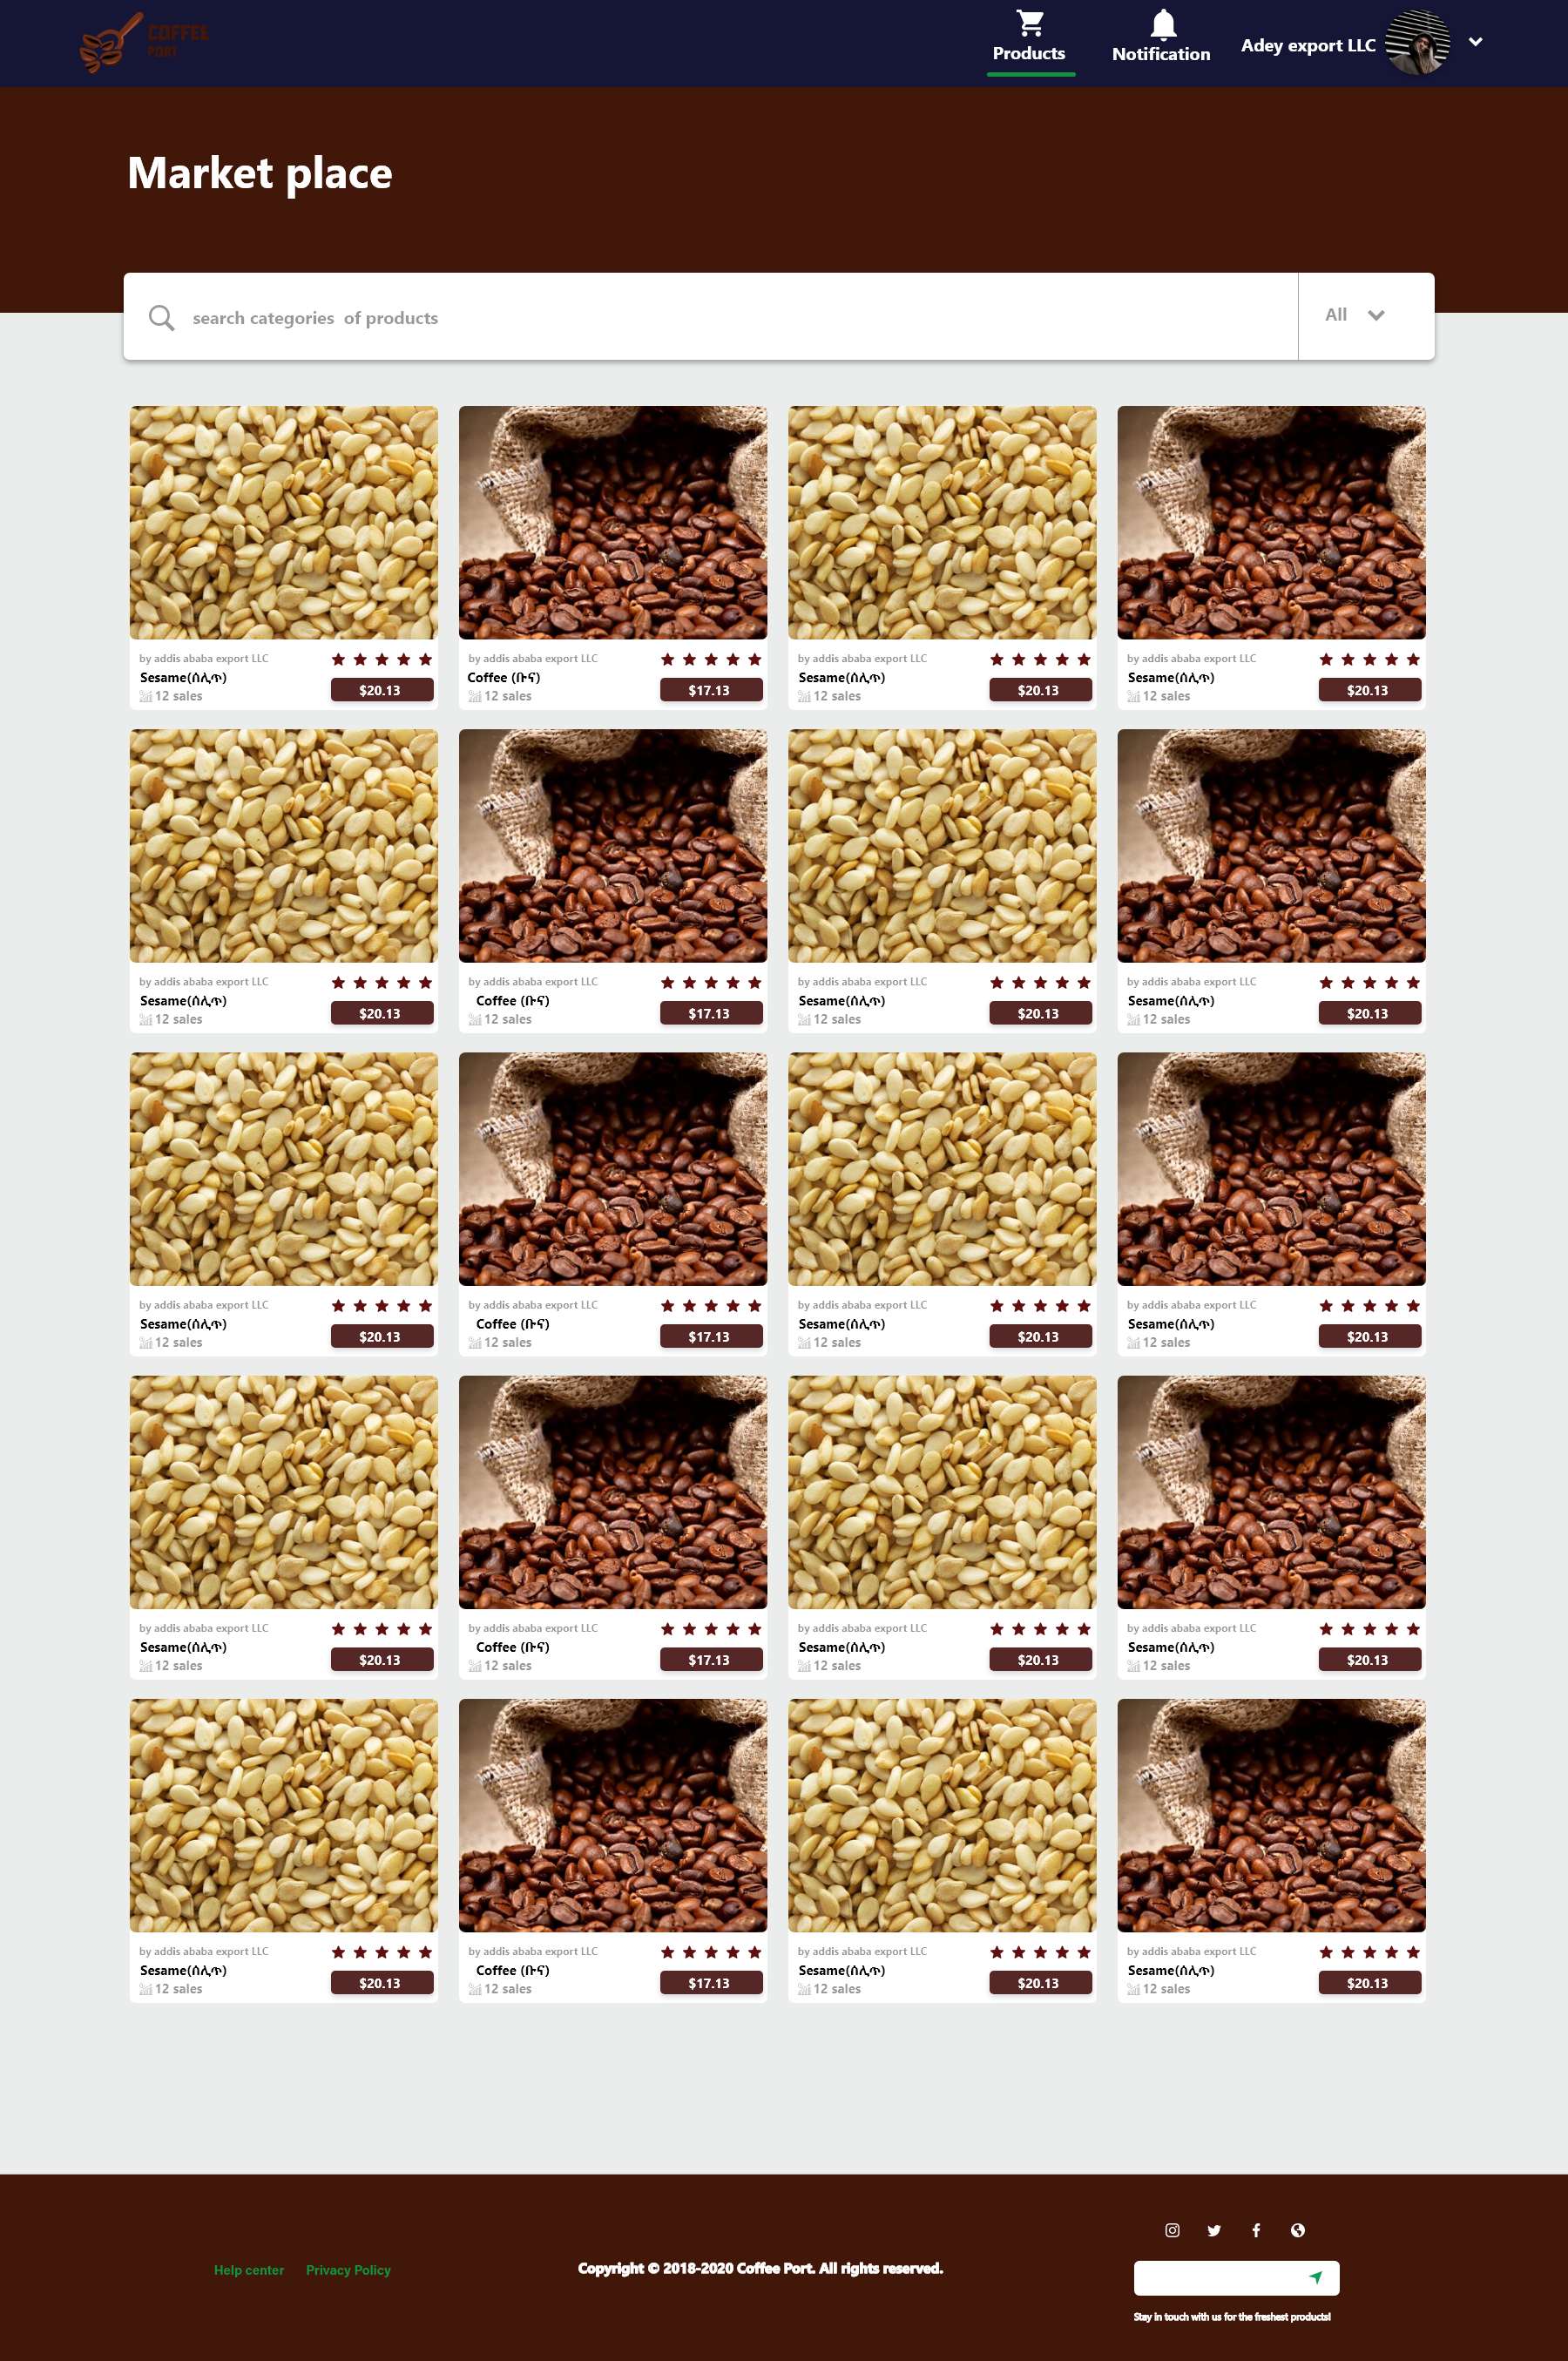 COFFEE
PORT
Products
Notification
Adey export LLC
Market place
search categories  of products
All
by addis ababa export LLC
Sesame(ሰሊጥ)
12 sales
$20.13
by addis ababa export LLC
Coffee (ቡና)
12 sales
$17.13
by addis ababa export LLC
Sesame(ሰሊጥ)
12 sales
$20.13
by addis ababa export LLC
Sesame(ሰሊጥ)
12 sales
$20.13
by addis ababa export LLC
Sesame(ሰሊጥ)
12 sales
$20.13
by addis ababa export LLC
Coffee (ቡና)
12 sales
$17.13
by addis ababa export LLC
Sesame(ሰሊጥ)
12 sales
$20.13
by addis ababa export LLC
Sesame(ሰሊጥ)
12 sales
$20.13
by addis ababa export LLC
Sesame(ሰሊጥ)
12 sales
$20.13
by addis ababa export LLC
Coffee (ቡና)
12 sales
$17.13
by addis ababa export LLC
Sesame(ሰሊጥ)
12 sales
$20.13
by addis ababa export LLC
Sesame(ሰሊጥ)
12 sales
$20.13
by addis ababa export LLC
Sesame(ሰሊጥ)
12 sales
$20.13
by addis ababa export LLC
Coffee (ቡና)
12 sales
$17.13
by addis ababa export LLC
Sesame(ሰሊጥ)
12 sales
$20.13
by addis ababa export LLC
Sesame(ሰሊጥ)
12 sales
$20.13
by addis ababa export LLC
Sesame(ሰሊጥ)
12 sales
$20.13
by addis ababa export LLC
Coffee (ቡና)
12 sales
$17.13
by addis ababa export LLC
Sesame(ሰሊጥ)
12 sales
$20.13
by addis ababa export LLC
Sesame(ሰሊጥ)
12 sales
$20.13
Help center
Privacy Policy
Copyright © 2018-2020 Coffee Port. All rights reserved.
Stay in touch with us for the freshest products!